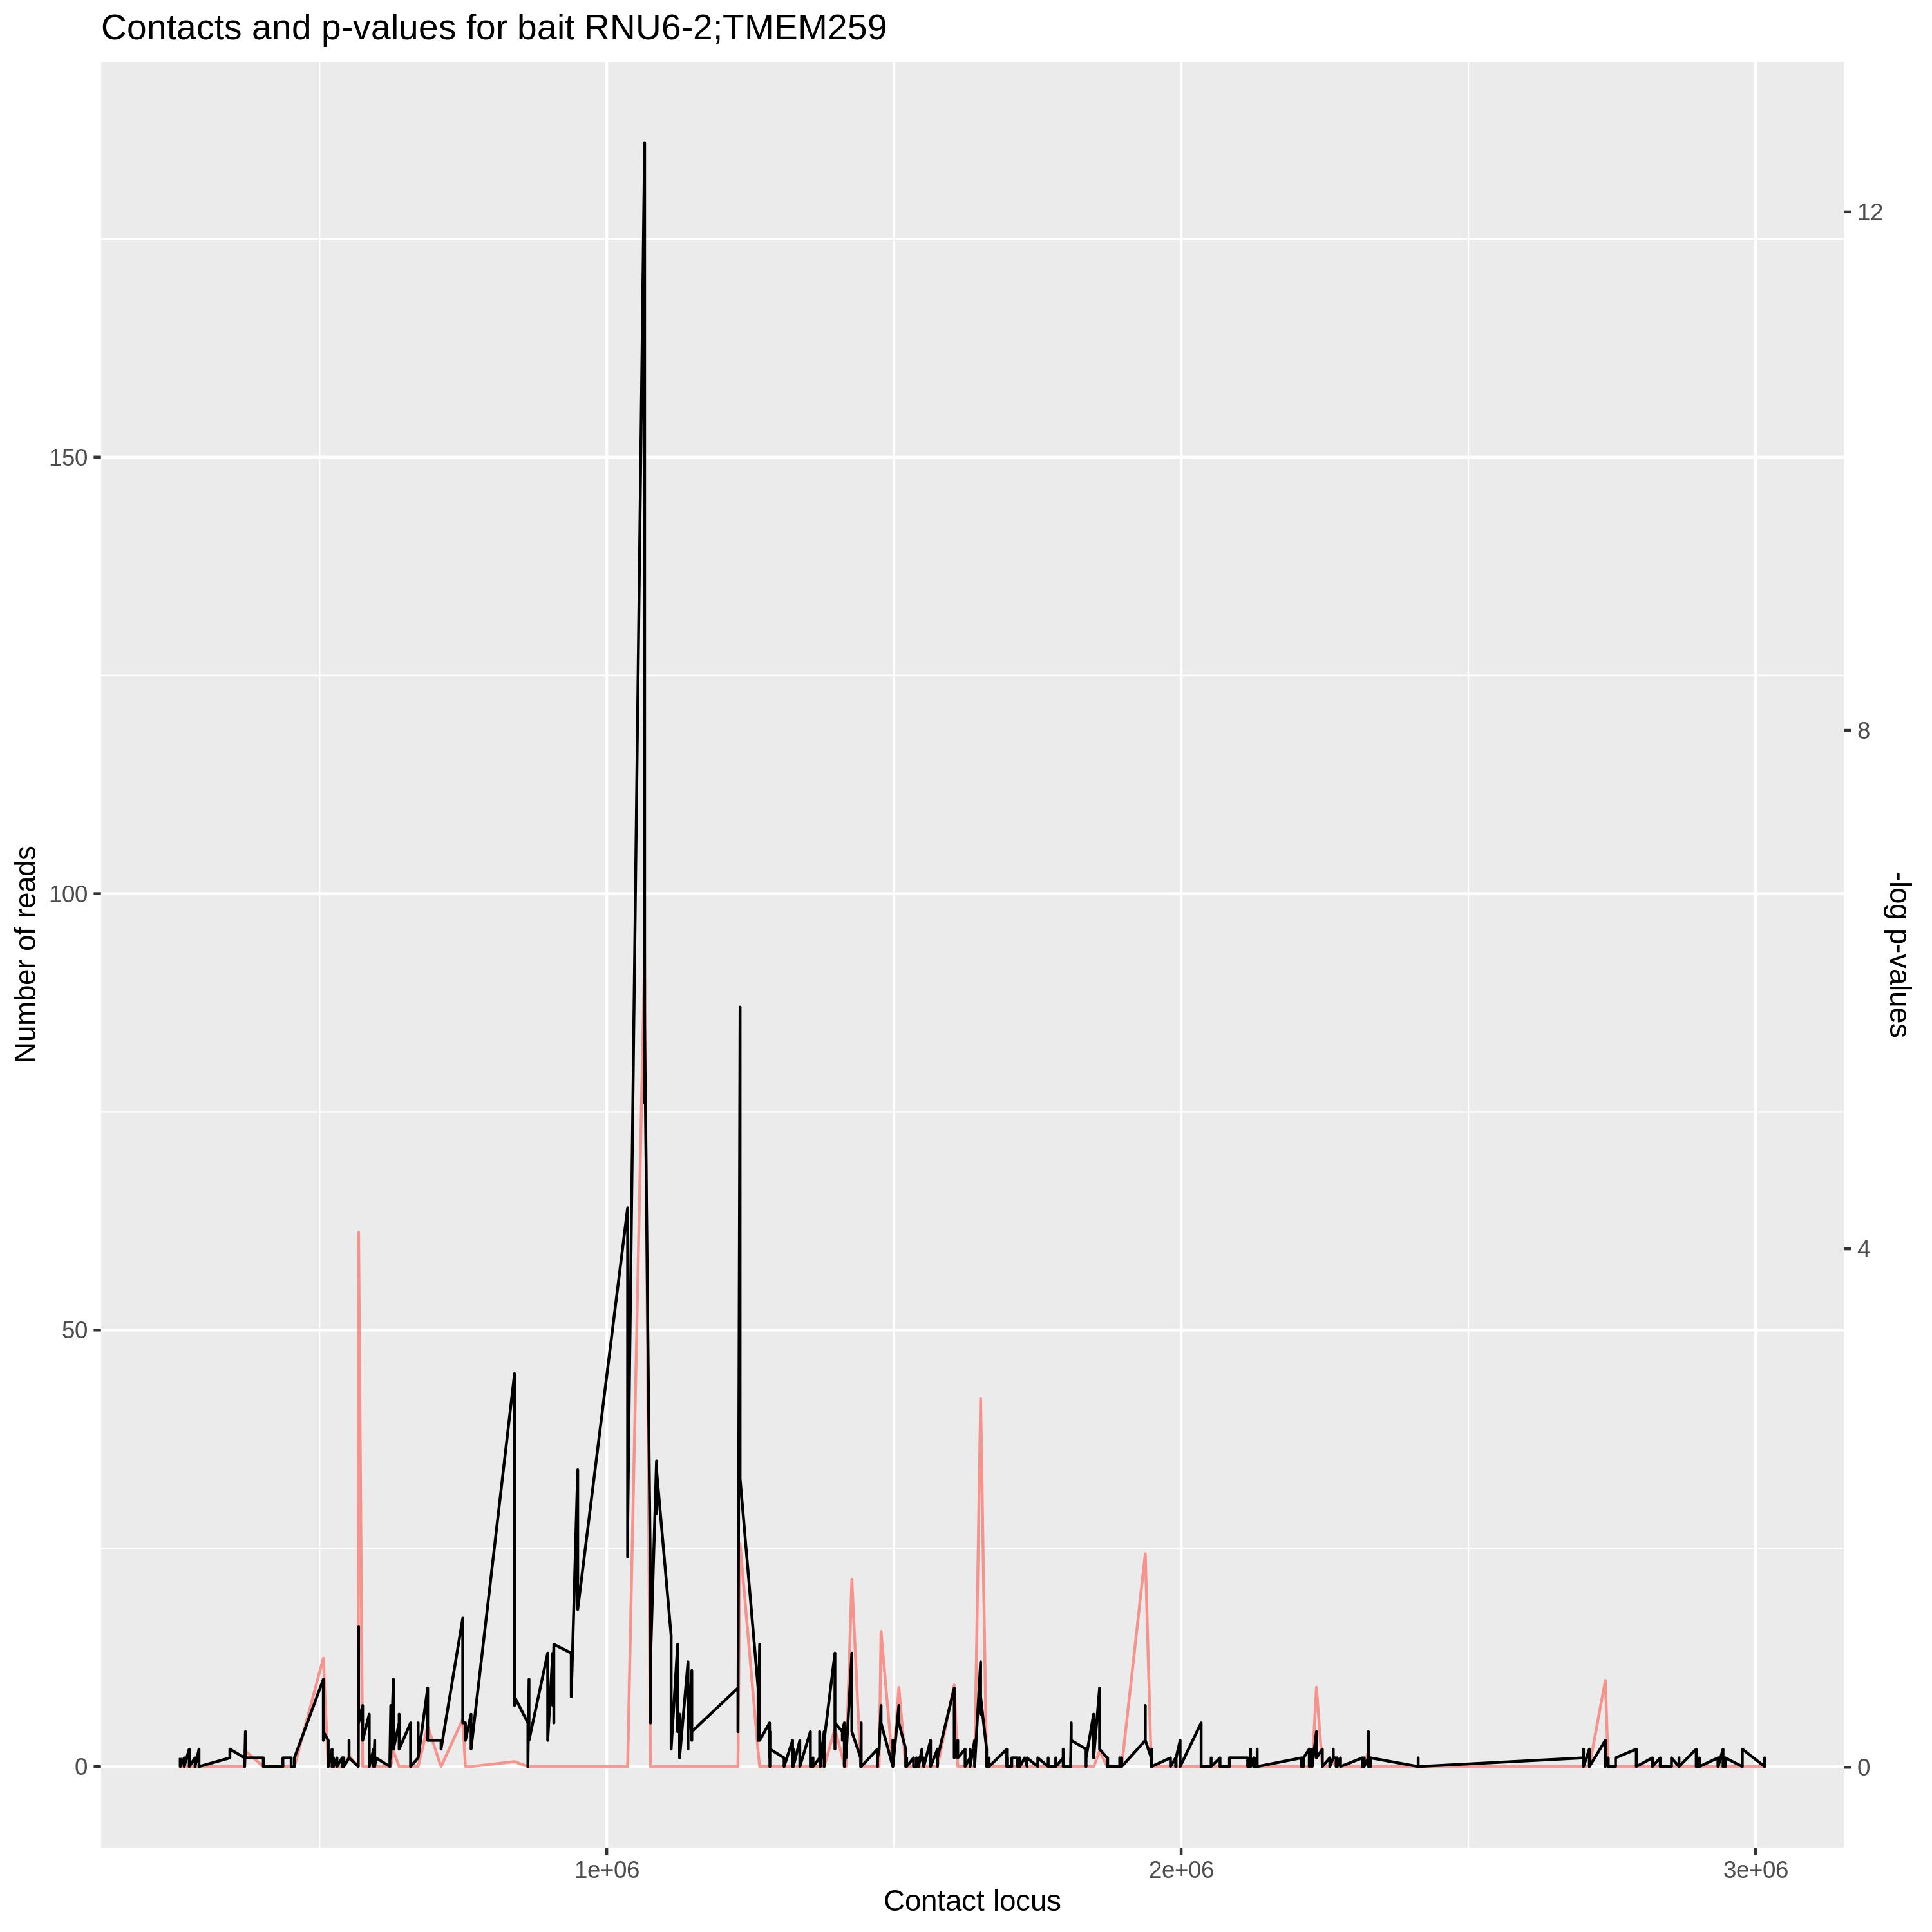 Contacts and p-values for bait RNU6-2;TMEM259
150
100
50
0
Number of reads
12
8
4
0
-log p-values
1e+06
2e+06
3e+06
Contact locus